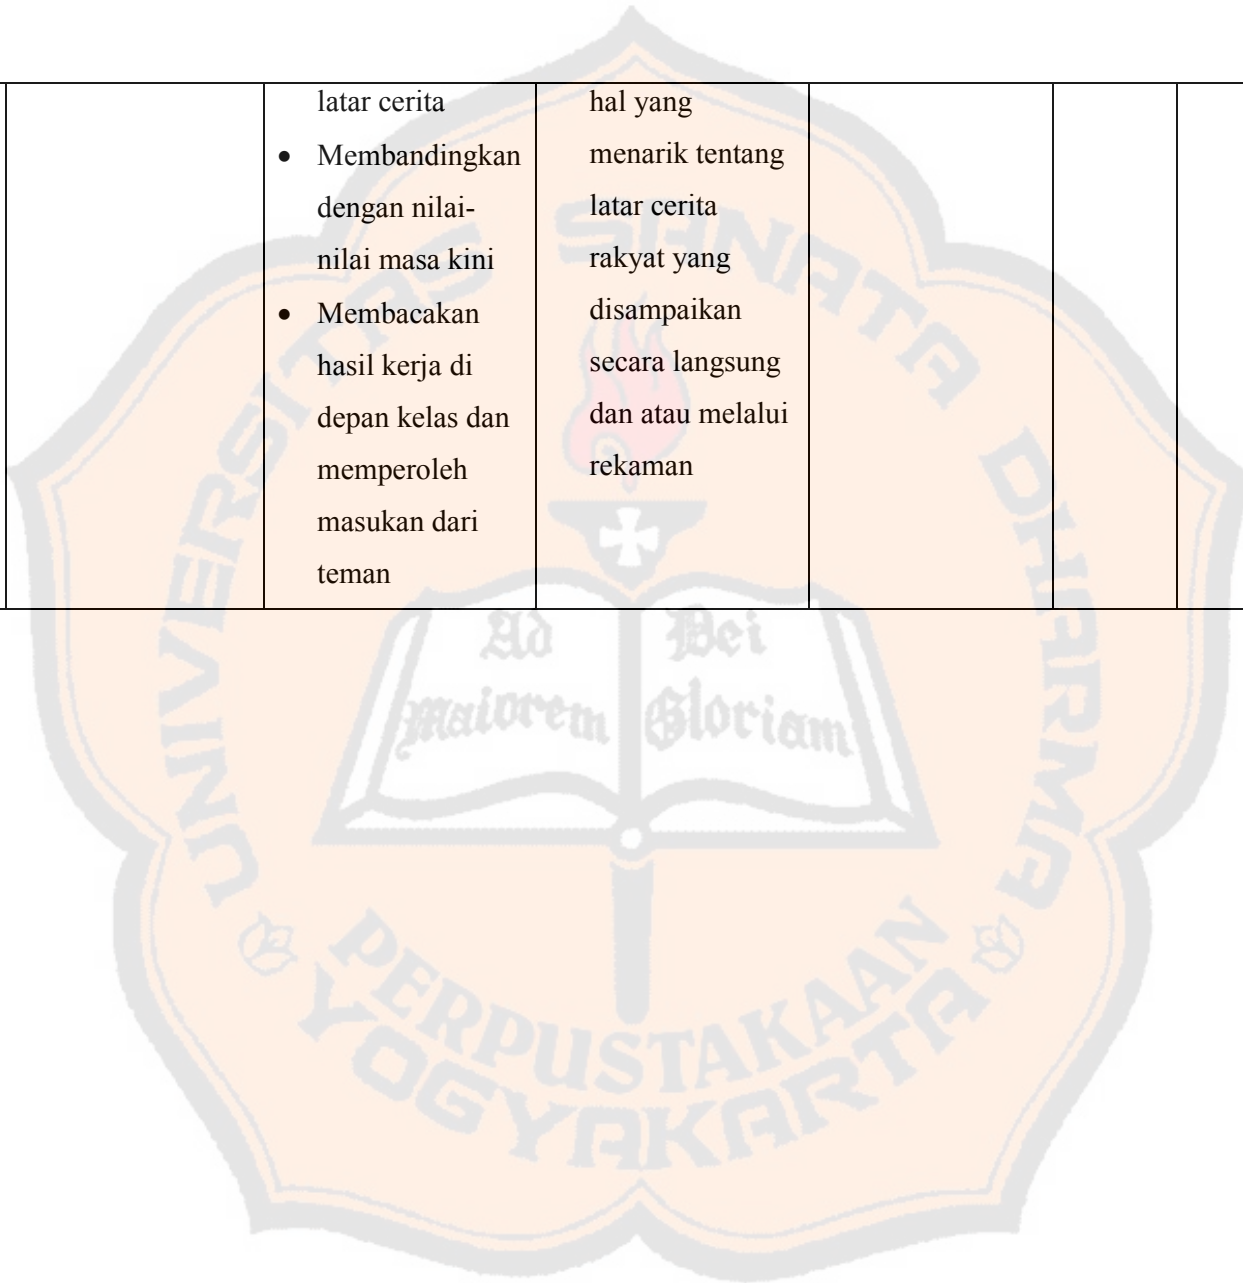 latar cerita
• Membandingkan
dengan nilai-
nilai masa kini
• Membacakan
hasil kerja di
depan kelas dan
memperoleh
masukan dari
teman
hal yang
menarik tentang
latar cerita
rakyat yang
disampaikan
secara langsung
dan atau melalui
rekaman
UNIVERSITAS SANATA DHARMA
Ad Dei
maiorem Gloriam
PERPUSTAKAAN
YOGYAKARTA